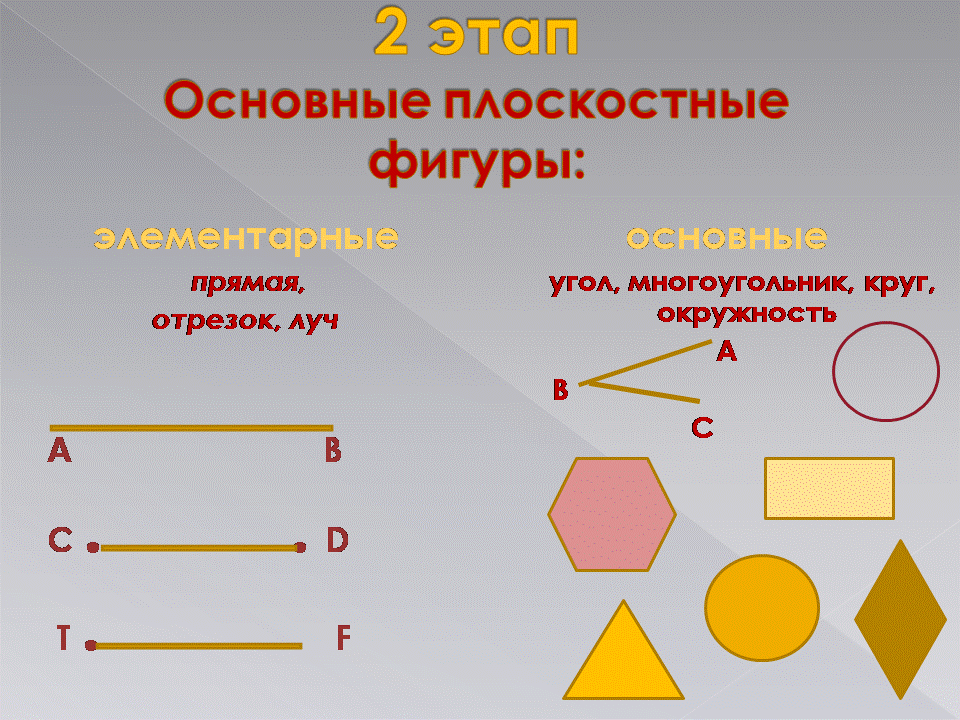 2 этап
Основные плоскостные
фигуры:
элементарные
прямая,
отрезок, луч
основные
угол, многоугольник, круг,
окружность
A
B
C
A B
C D
T F